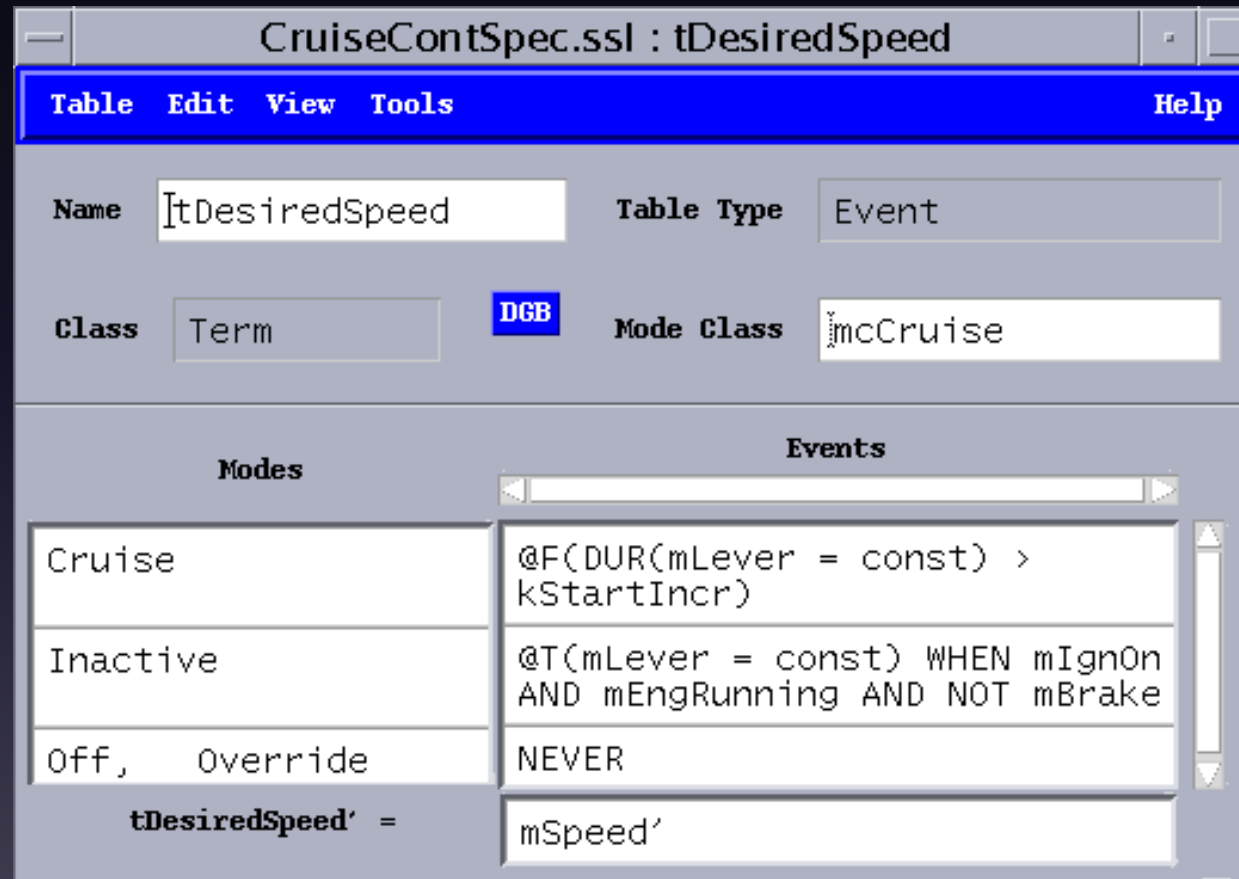 CruiseContSpec.ssl : tDesiredSpeed
Table Edit View Tools Help
Name tDesiredSpeed Table Type Event
Class Term DGB Mode Class mcCruise
Modes Events
Cruise @F(DUR(mLever = const) >
kStartIncr)
Inactive @T(mLever = const) WHEN mIgnOn
AND mEngRunning AND NOT mBrake
Off, Override NEVER
tDesiredSpeed′ = mSpeed′